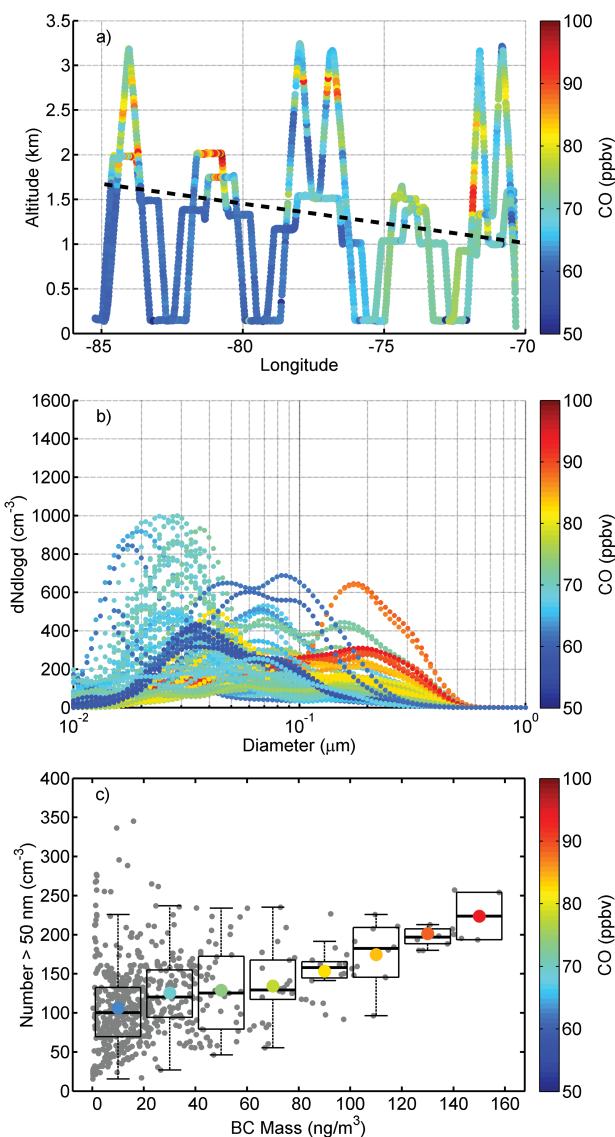 a)
3.5
3
2.5
2
1.5
1
0.5
0
Altitude (km)
-85 -80 -75 -70
Longitude
100
90
80
70
60
50
CO (ppbv)
b)
1600
1400
1200
1000
800
600
400
200
0
dNdlogd (cm⁻³)
10⁻² 10⁻¹ 10⁰
Diameter (μm)
100
90
80
70
60
50
CO (ppbv)
c)
400
350
300
250
200
150
100
50
0
Number > 50 nm (cm⁻³)
0 20 40 60 80 100 120 140 160
BC Mass (ng/m³)
100
90
80
70
60
50
CO (ppbv)